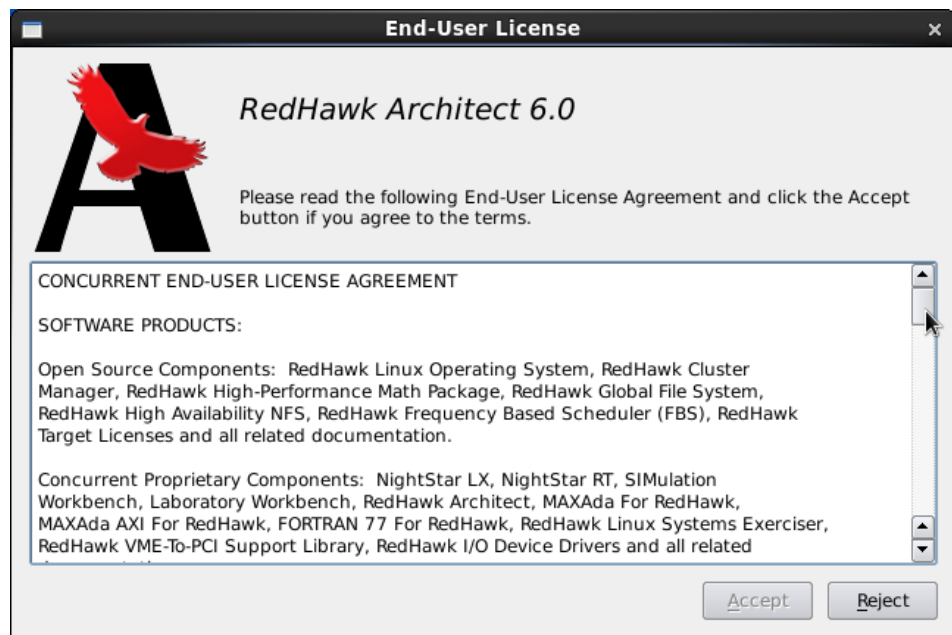 End-User License
RedHawk Architect 6.0
Please read the following End-User License Agreement and click the Accept
button if you agree to the terms.
CONCURRENT END-USER LICENSE AGREEMENT
SOFTWARE PRODUCTS:
Open Source Components:  RedHawk Linux Operating System, RedHawk Cluster
Manager, RedHawk High-Performance Math Package, RedHawk Global File System,
RedHawk High Availability NFS, RedHawk Frequency Based Scheduler (FBS), RedHawk
Target Licenses and all related documentation.
Concurrent Proprietary Components:  NightStar LX, NightStar RT, SIMulation
Workbench, Laboratory Workbench, RedHawk Architect, MAXAda For RedHawk,
MAXAda AXI For RedHawk, FORTRAN 77 For RedHawk, RedHawk Linux Systems Exerciser,
RedHawk VME-To-PCI Support Library, RedHawk I/O Device Drivers and all related
Accept
Reject